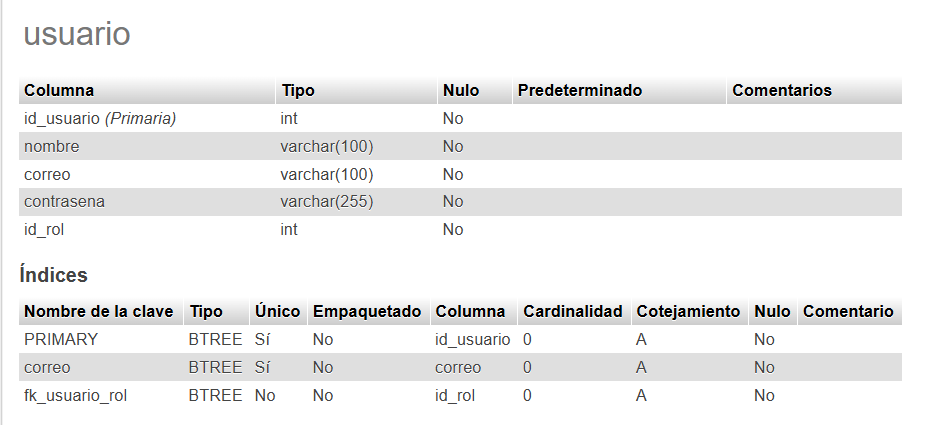 usuario
Columna Tipo Nulo Predeterminado Comentarios
id_usuario (Primaria) int No
nombre varchar(100) No
correo varchar(100) No
contrasena varchar(255) No
id_rol int No
Índices
Nombre de la clave Tipo Único Empaquetado Columna Cardinalidad Cotejamiento Nulo Comentario
PRIMARY BTREE Sí No id_usuario 0 A No
correo BTREE Sí No correo 0 A No
fk_usuario_rol BTREE No No id_rol 0 A No